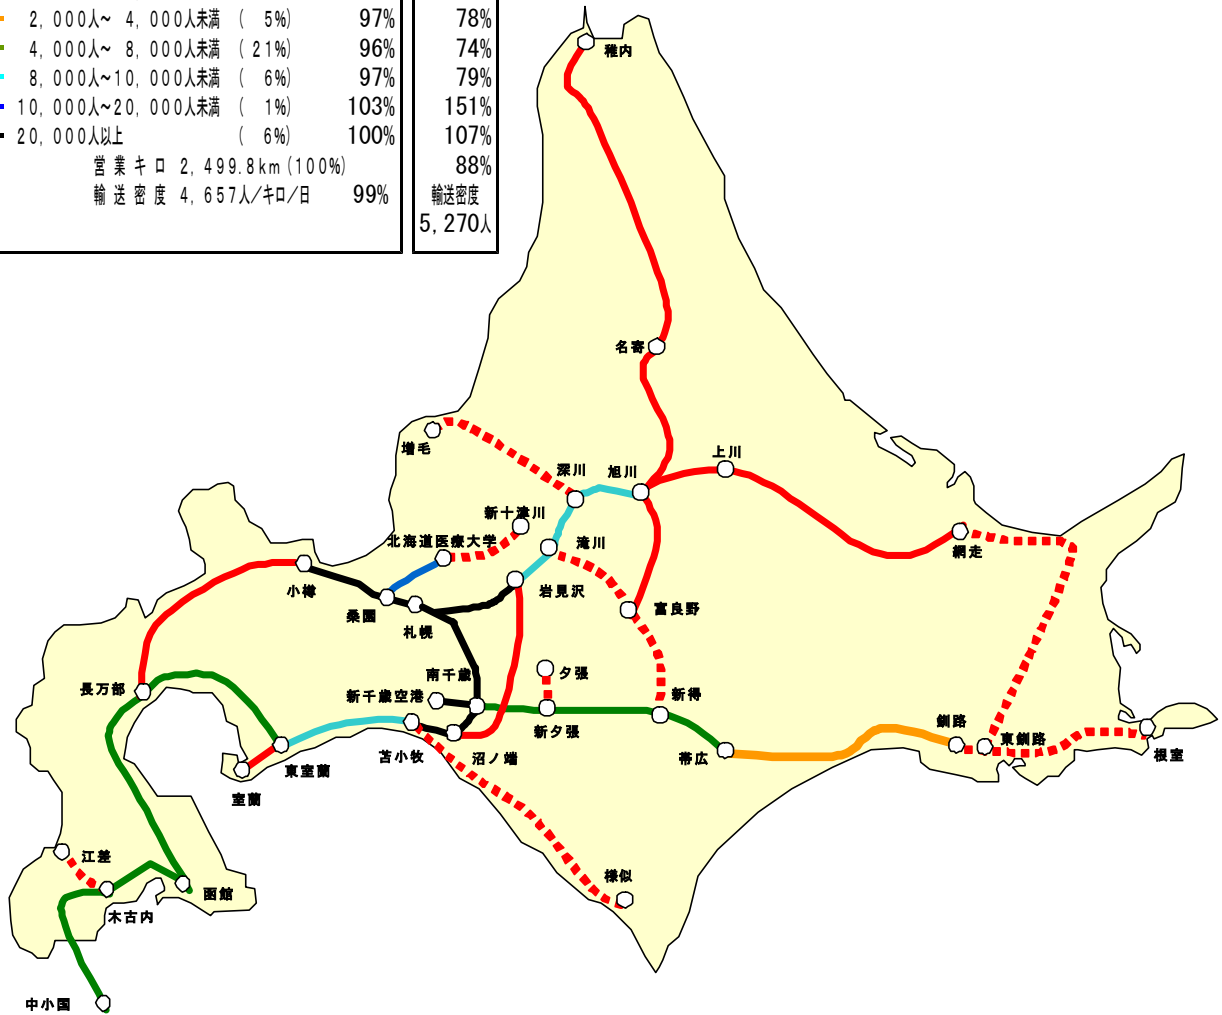 2,000人~ 4,000人未満 ( 5%) 97% 78%
4,000人~ 8,000人未満 ( 21%) 96% 74%
8,000人~10,000人未満 ( 6%) 97% 79%
10,000人~20,000人未満 ( 1%) 103% 151%
20,000人以上 ( 6%) 100% 107%
営業キロ 2,499.8km(100%) 88%
輸送密度 4,657人/キロ/日 99% 輸送密度
5,270人
稚内
名寄
上川
増毛
深川
旭川
新十津川
北海道医療大学
滝川
網走
小樽
桑園
札幌
岩見沢
富良野
南千歳
夕張
長万部
新千歳空港
新得
新夕張
釧路
東釧路
根室
苫小牧
沼ノ端
帯広
東室蘭
室蘭
江差
様似
函館
木古内
中小国